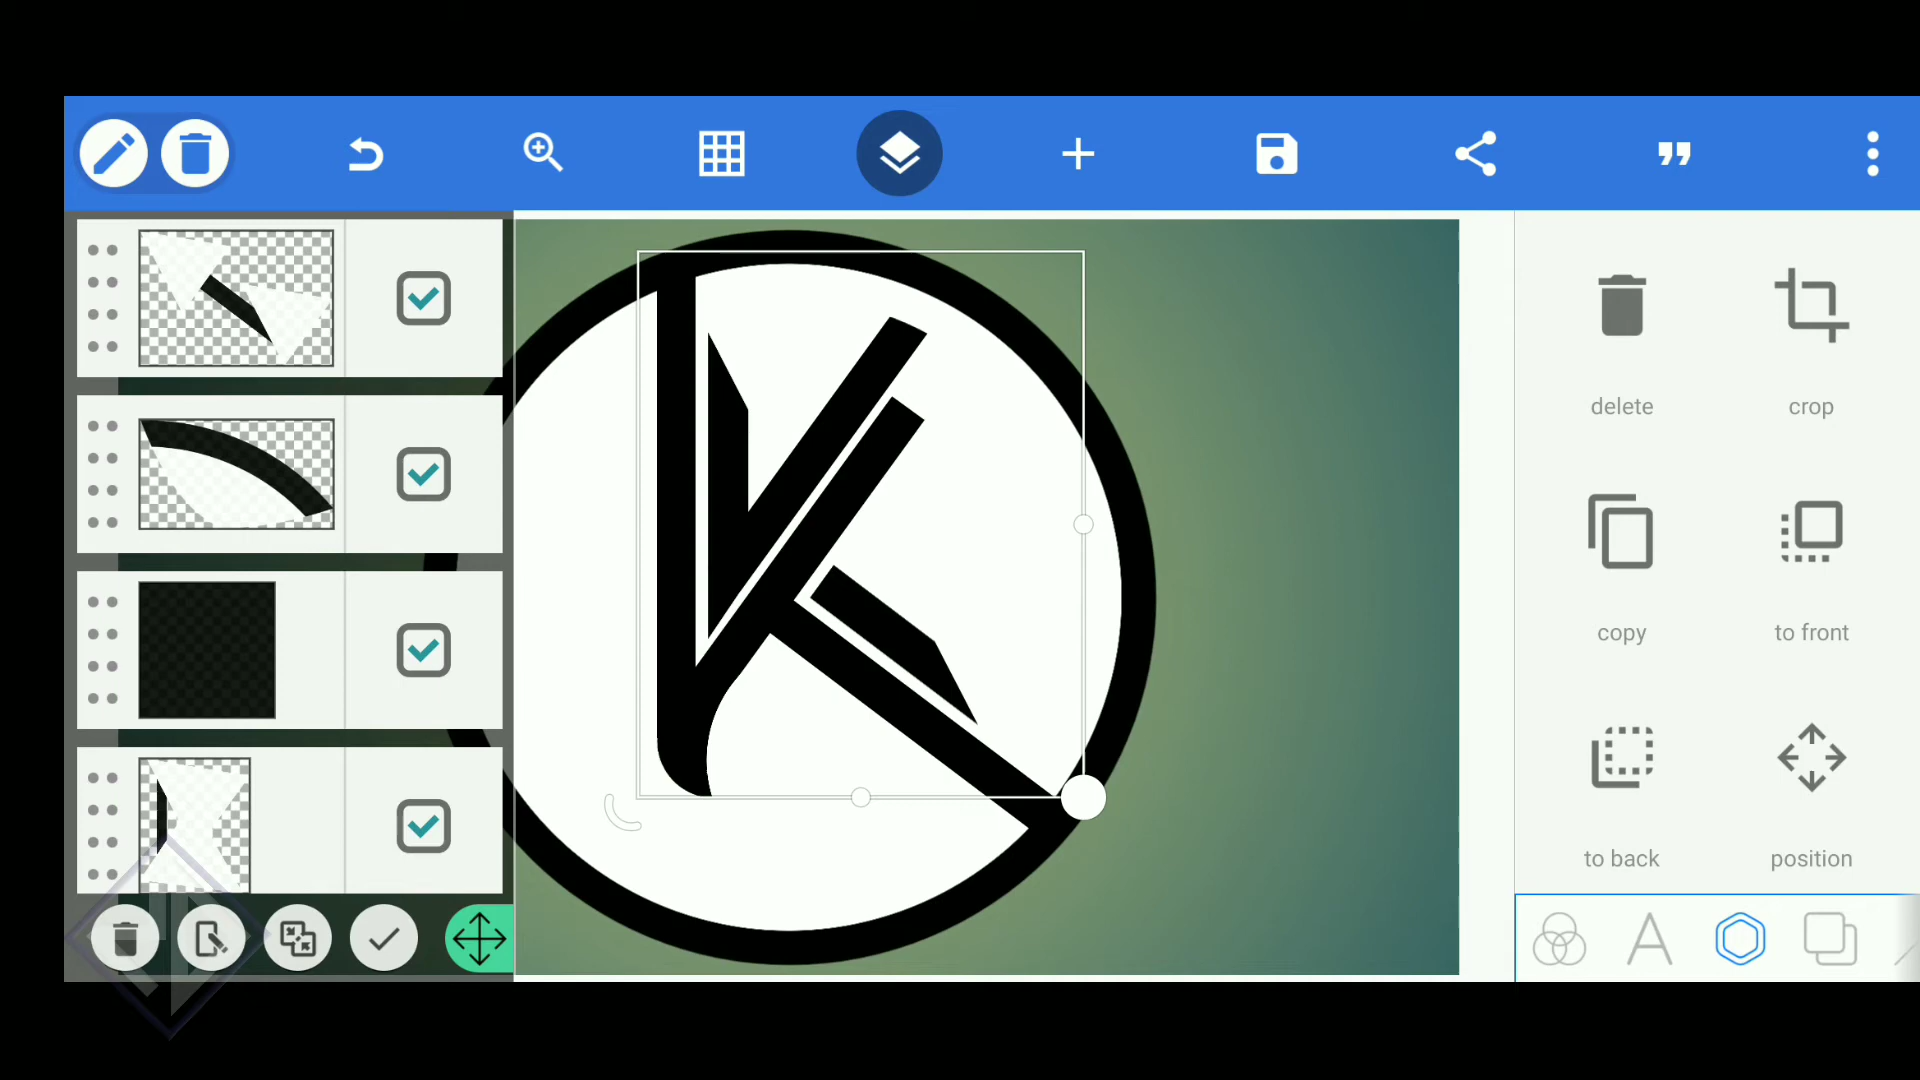 delete
crop
copy
to front
to back
position